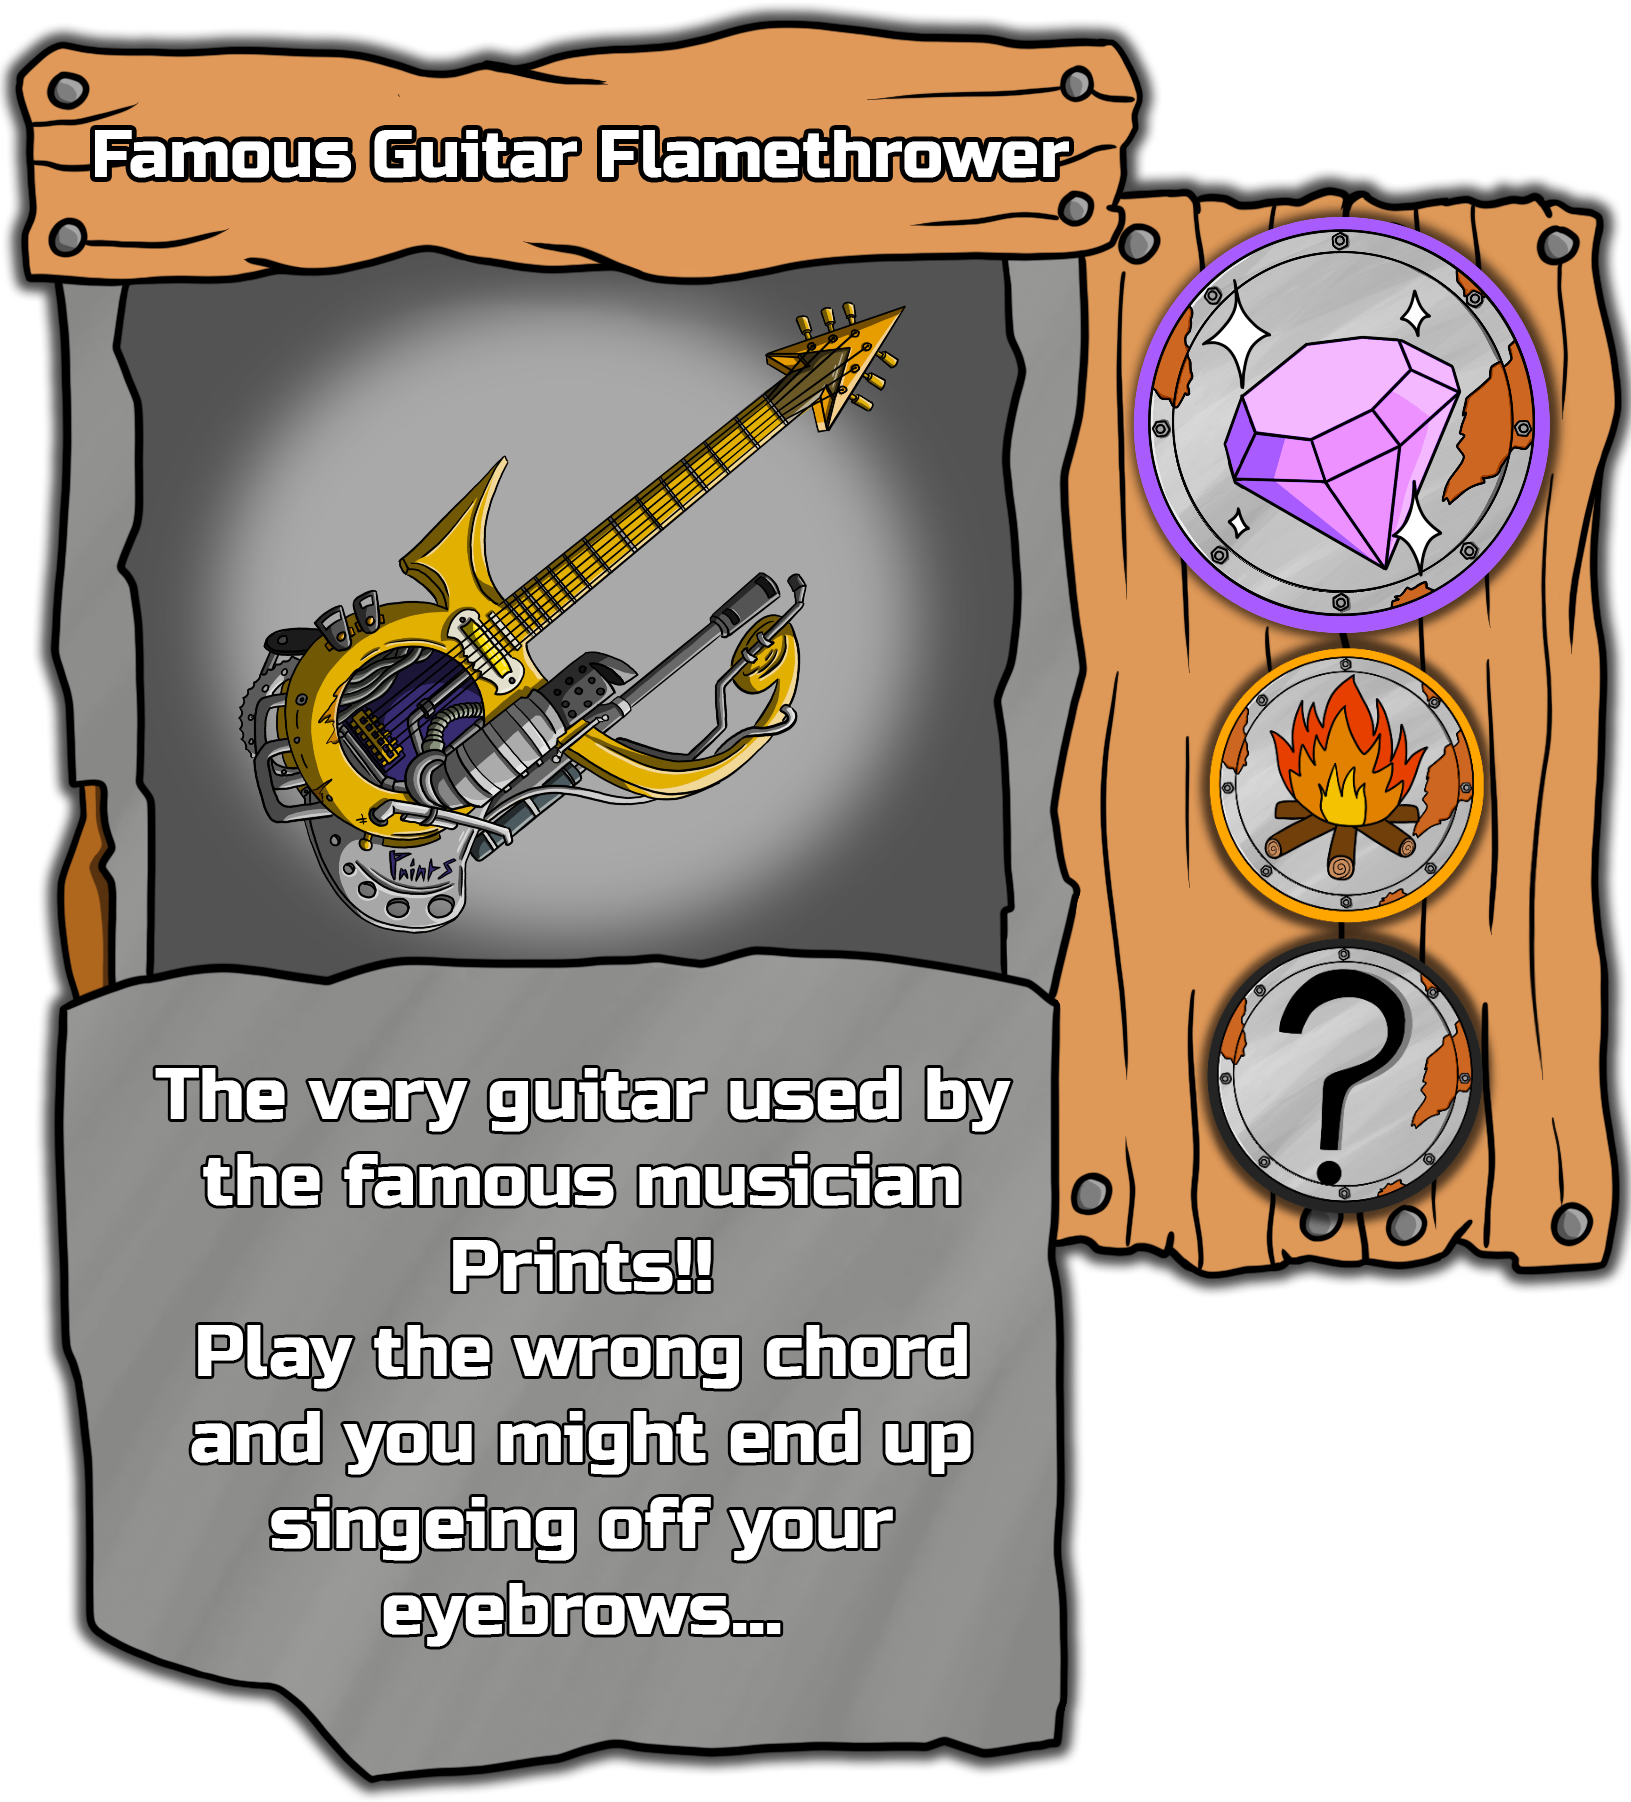 Famous Guitar Flamethrower
Prints
The very guitar used by
the famous musician
Prints!!
Play the wrong chord
and you might end up
singeing off your
eyebrows...
?